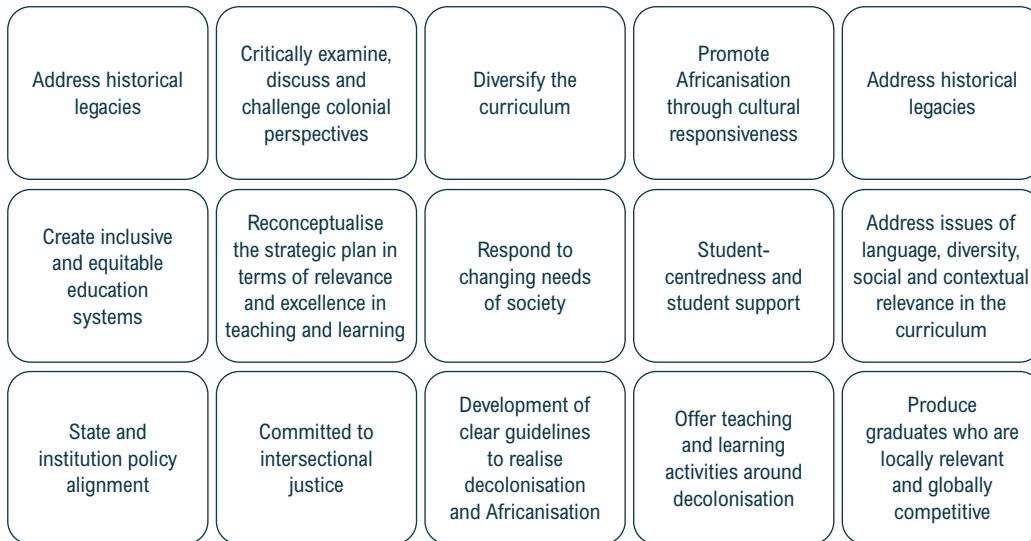 Address historical
legacies
Critically examine,
discuss and
challenge colonial
perspectives
Diversify the
curriculum
Promote
Africanisation
through cultural
responsiveness
Address historical
legacies
Create inclusive
and equitable
education
systems
Reconceptualise
the strategic plan in
terms of relevance
and excellence in
teaching and learning
Respond to
changing needs
of society
Student-
centredness and
student support
Address issues of
language, diversity,
social and contextual
relevance in the
curriculum
State and
institution policy
alignment
Committed to
intersectional
justice
Development of
clear guidelines
to realise
decolonisation
and Africanisation
Offer teaching
and learning
activities around
decolonisation
Produce
graduates who are
locally relevant
and globally
competitive